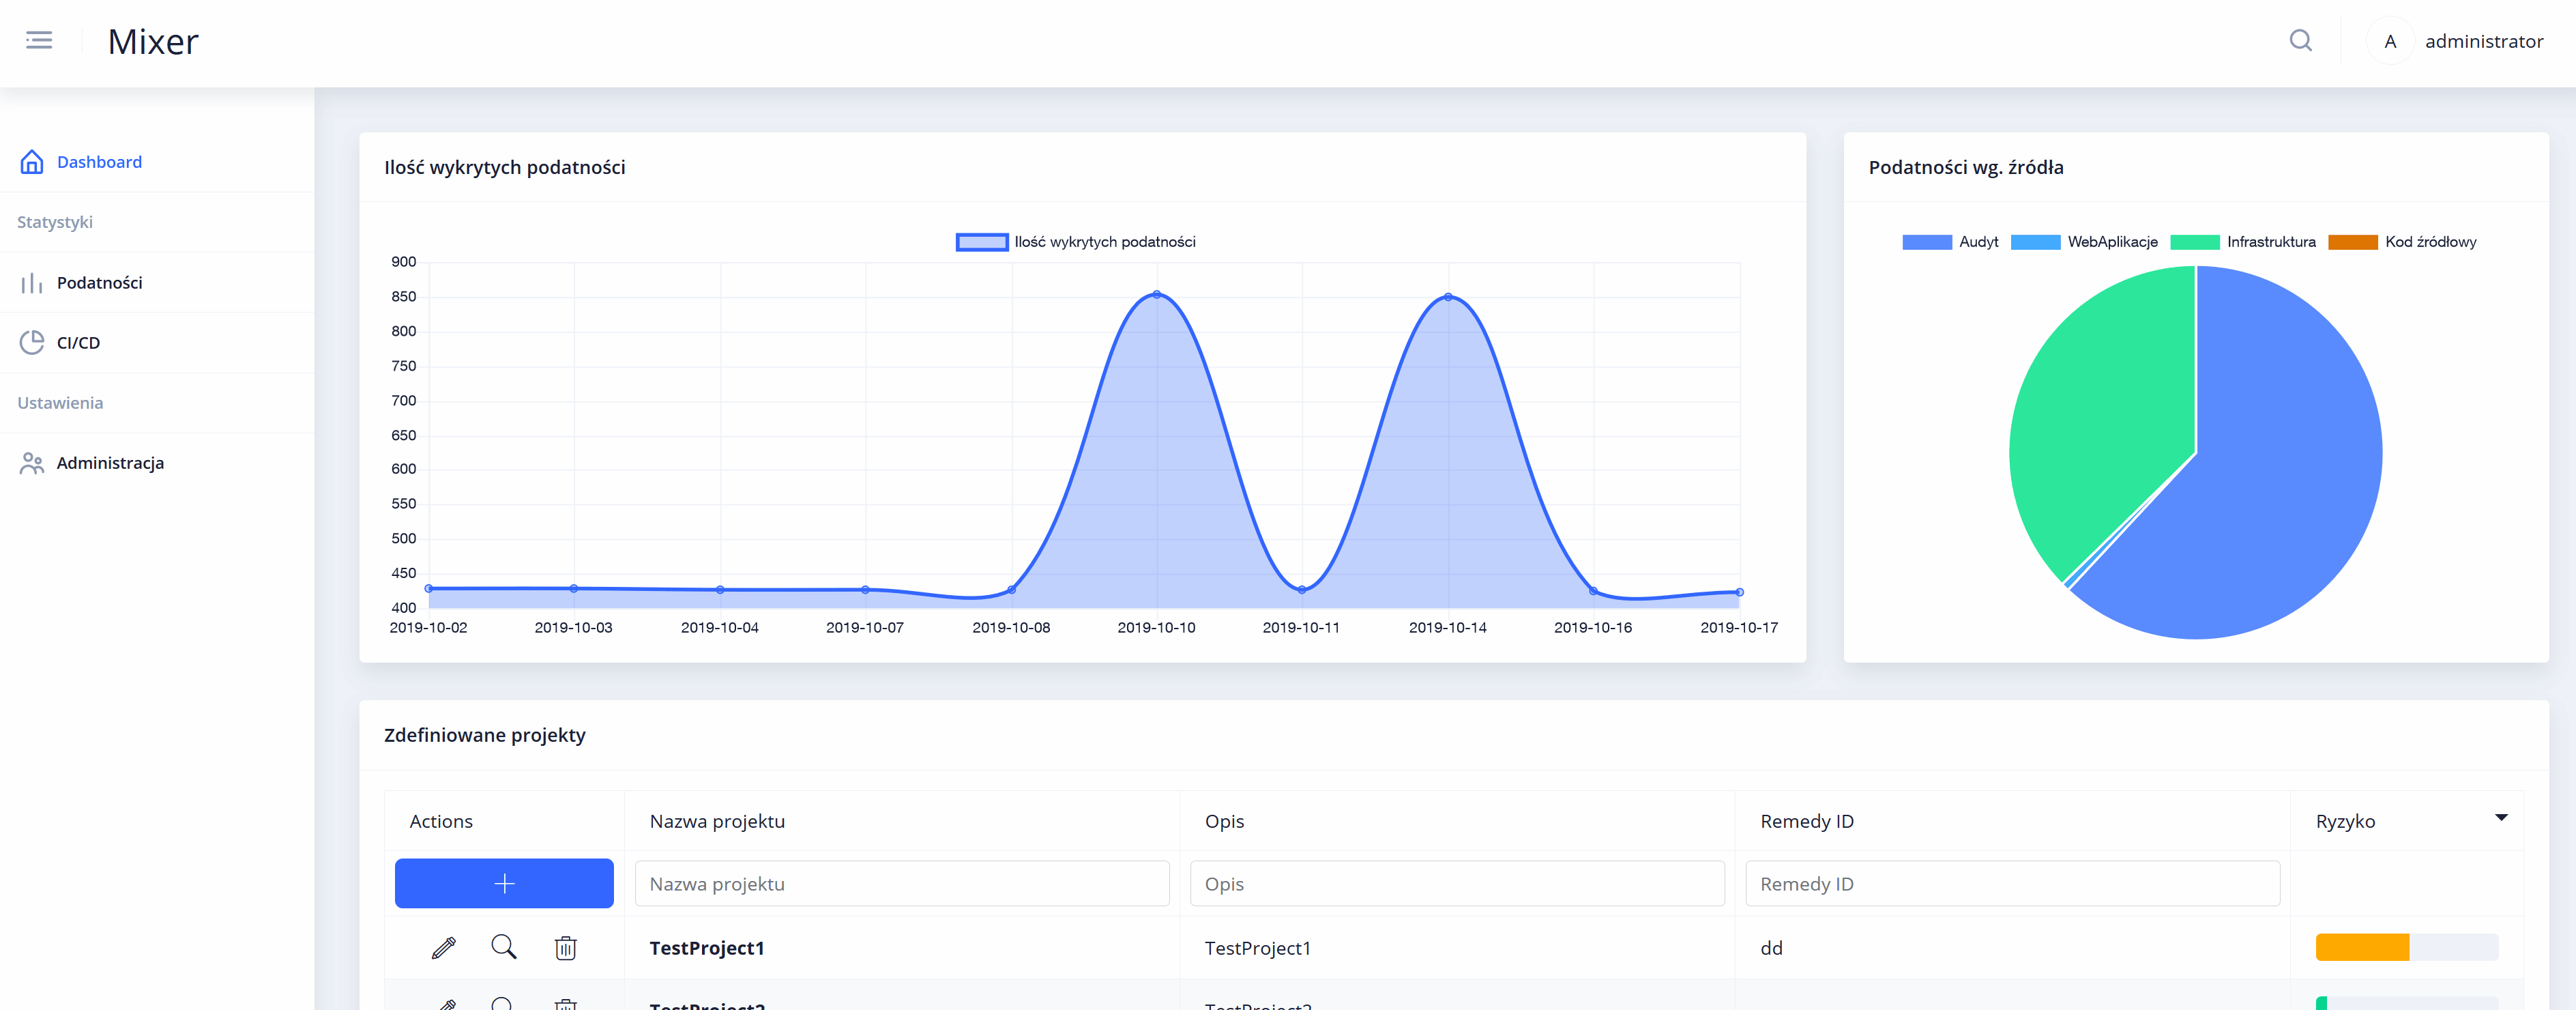 Mixer
A administrator
Dashboard
Statystyki
Podatności
CI/CD
Ustawienia
Administracja
Ilość wykrytych podatności
Ilość wykrytych podatności
900
850
800
750
700
650
600
550
500
450
400
2019-10-02 2019-10-03 2019-10-04 2019-10-07 2019-10-08 2019-10-10 2019-10-11 2019-10-14 2019-10-16 2019-10-17
Podatności wg. źródła
Audyt WebAplikacje Infrastruktura Kod źródłowy
Zdefiniowane projekty
Actions Nazwa projektu Opis Remedy ID Ryzyko
Nazwa projektu Opis Remedy ID
TestProject1 TestProject1 dd
TestProject2 TestProject2